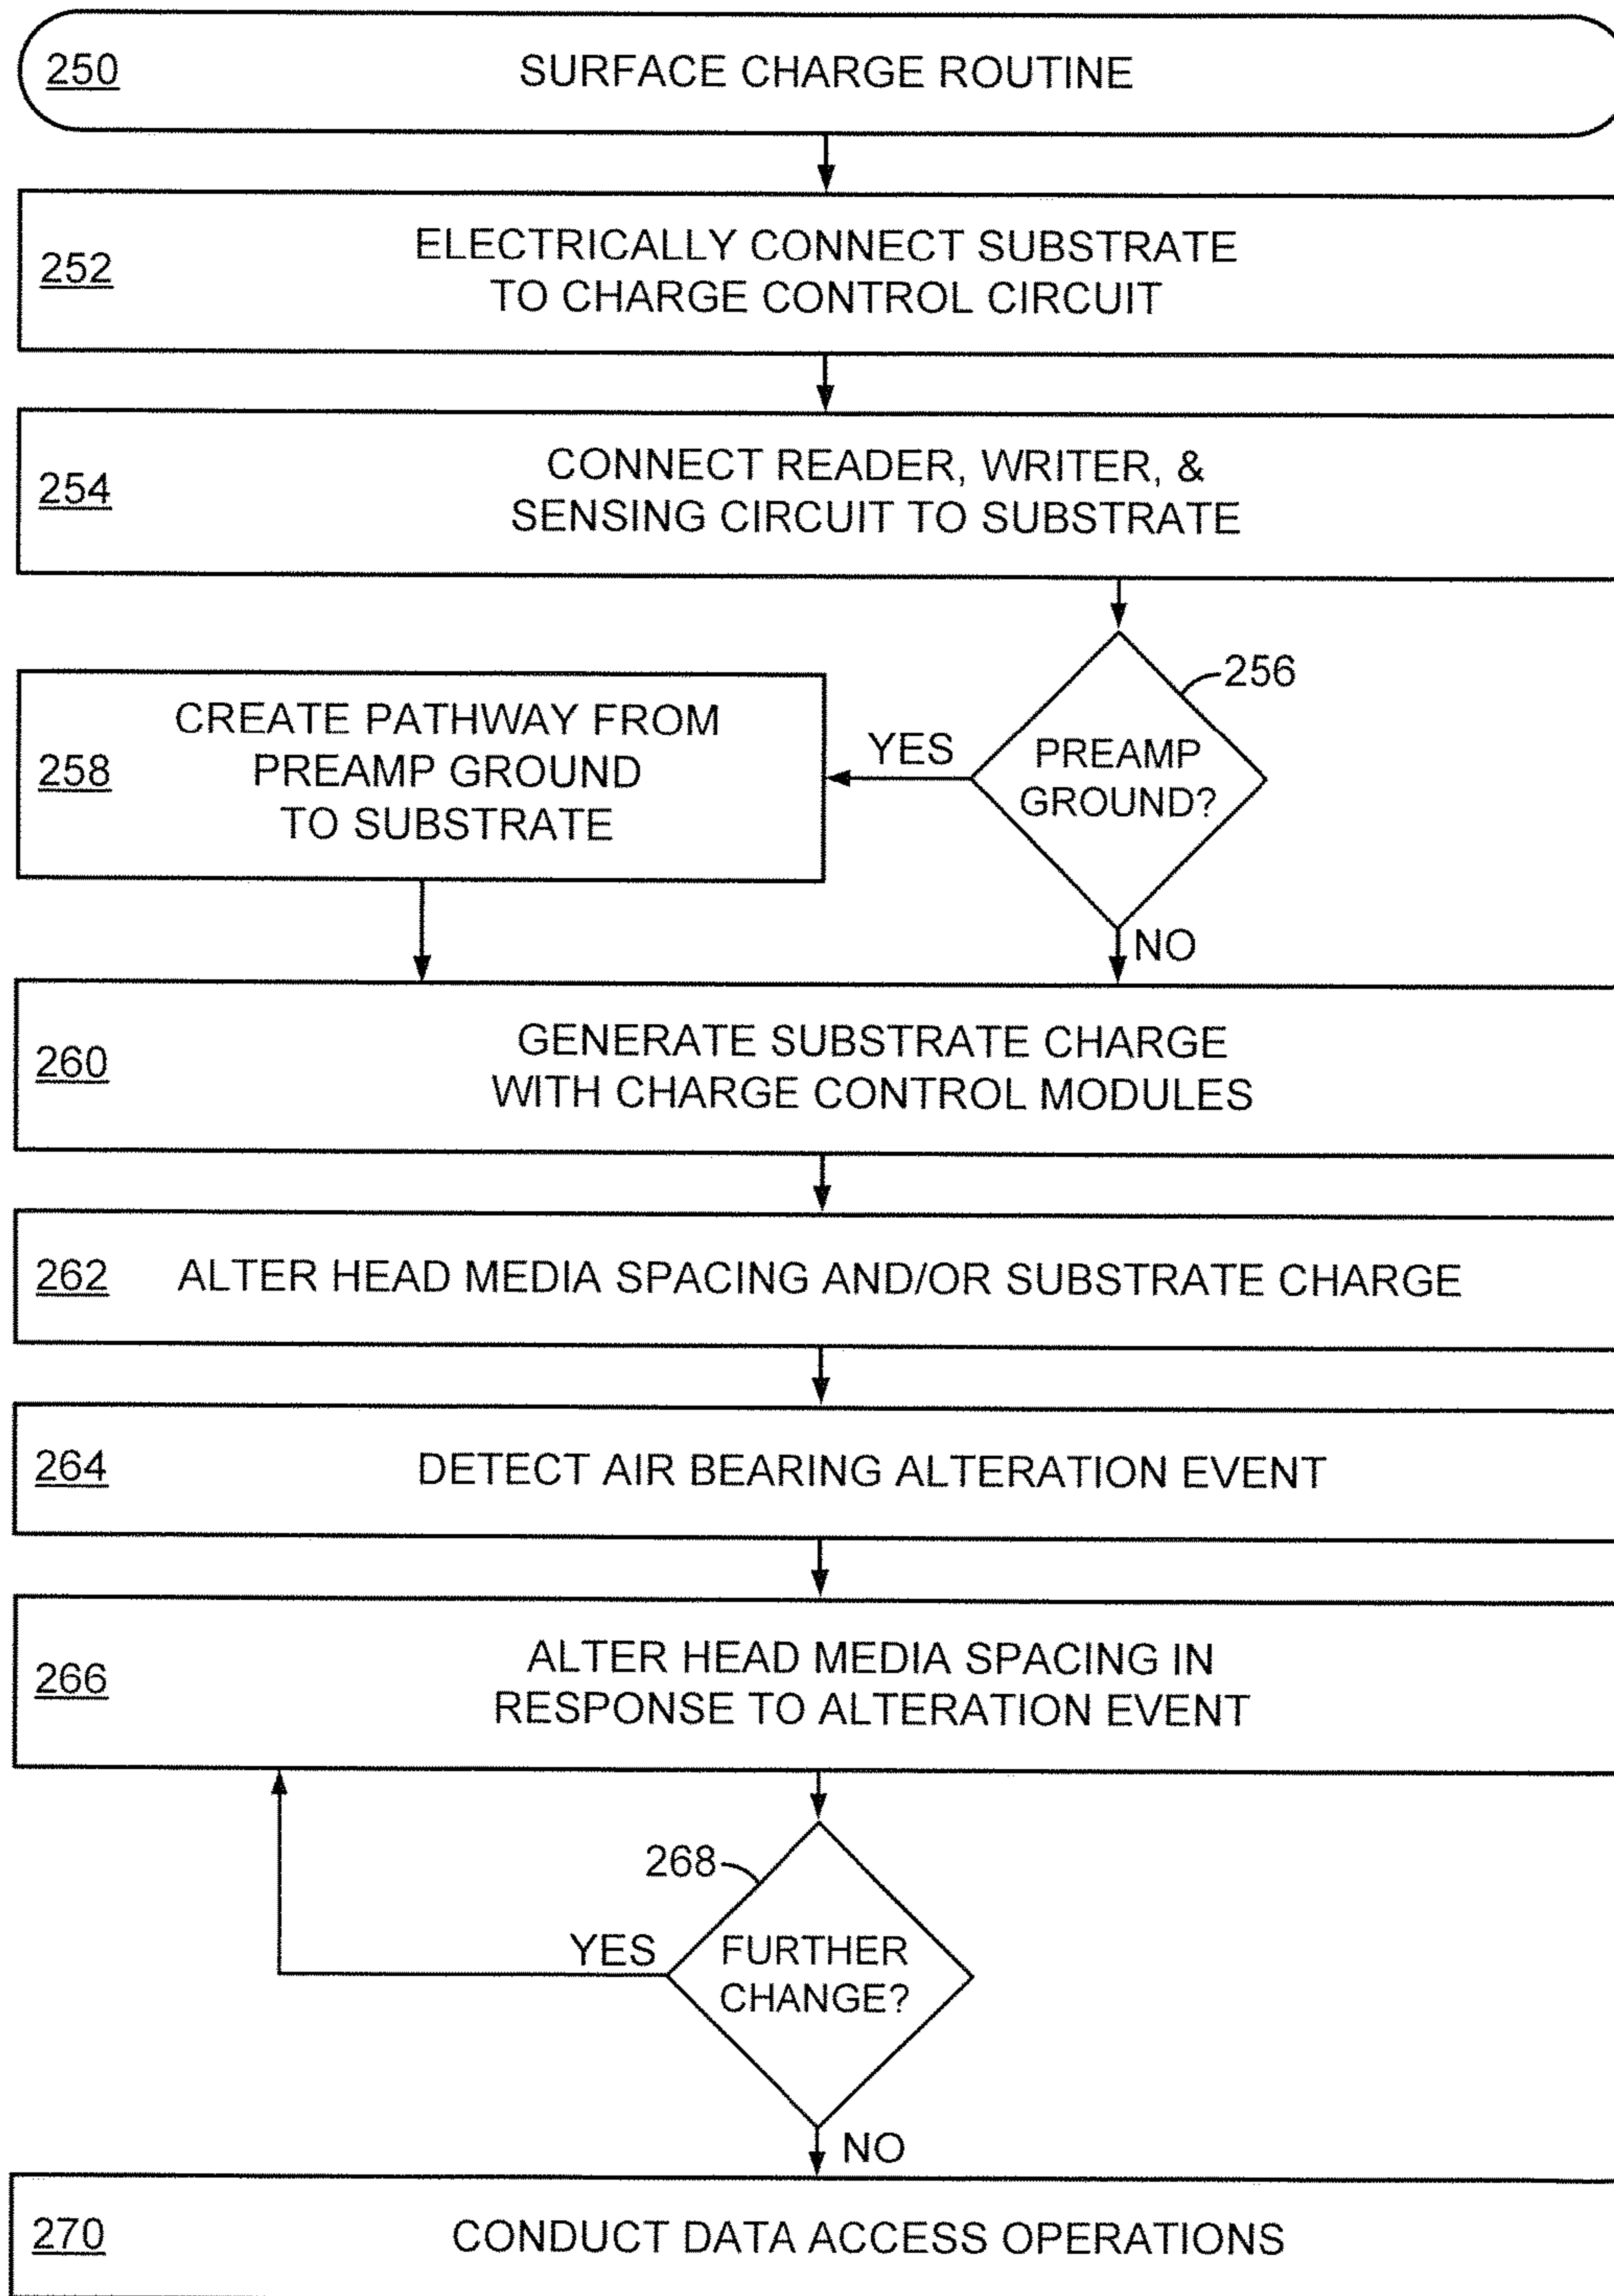 250
SURFACE CHARGE ROUTINE
252
ELECTRICALLY CONNECT SUBSTRATE
TO CHARGE CONTROL CIRCUIT
254
CONNECT READER, WRITER, &
SENSING CIRCUIT TO SUBSTRATE
256
PREAMP
GROUND?
YES
258
CREATE PATHWAY FROM
PREAMP GROUND
TO SUBSTRATE
NO
260
GENERATE SUBSTRATE CHARGE
WITH CHARGE CONTROL MODULES
262
ALTER HEAD MEDIA SPACING AND/OR SUBSTRATE CHARGE
264
DETECT AIR BEARING ALTERATION EVENT
266
ALTER HEAD MEDIA SPACING IN
RESPONSE TO ALTERATION EVENT
268
YES
FURTHER
CHANGE?
NO
270
CONDUCT DATA ACCESS OPERATIONS